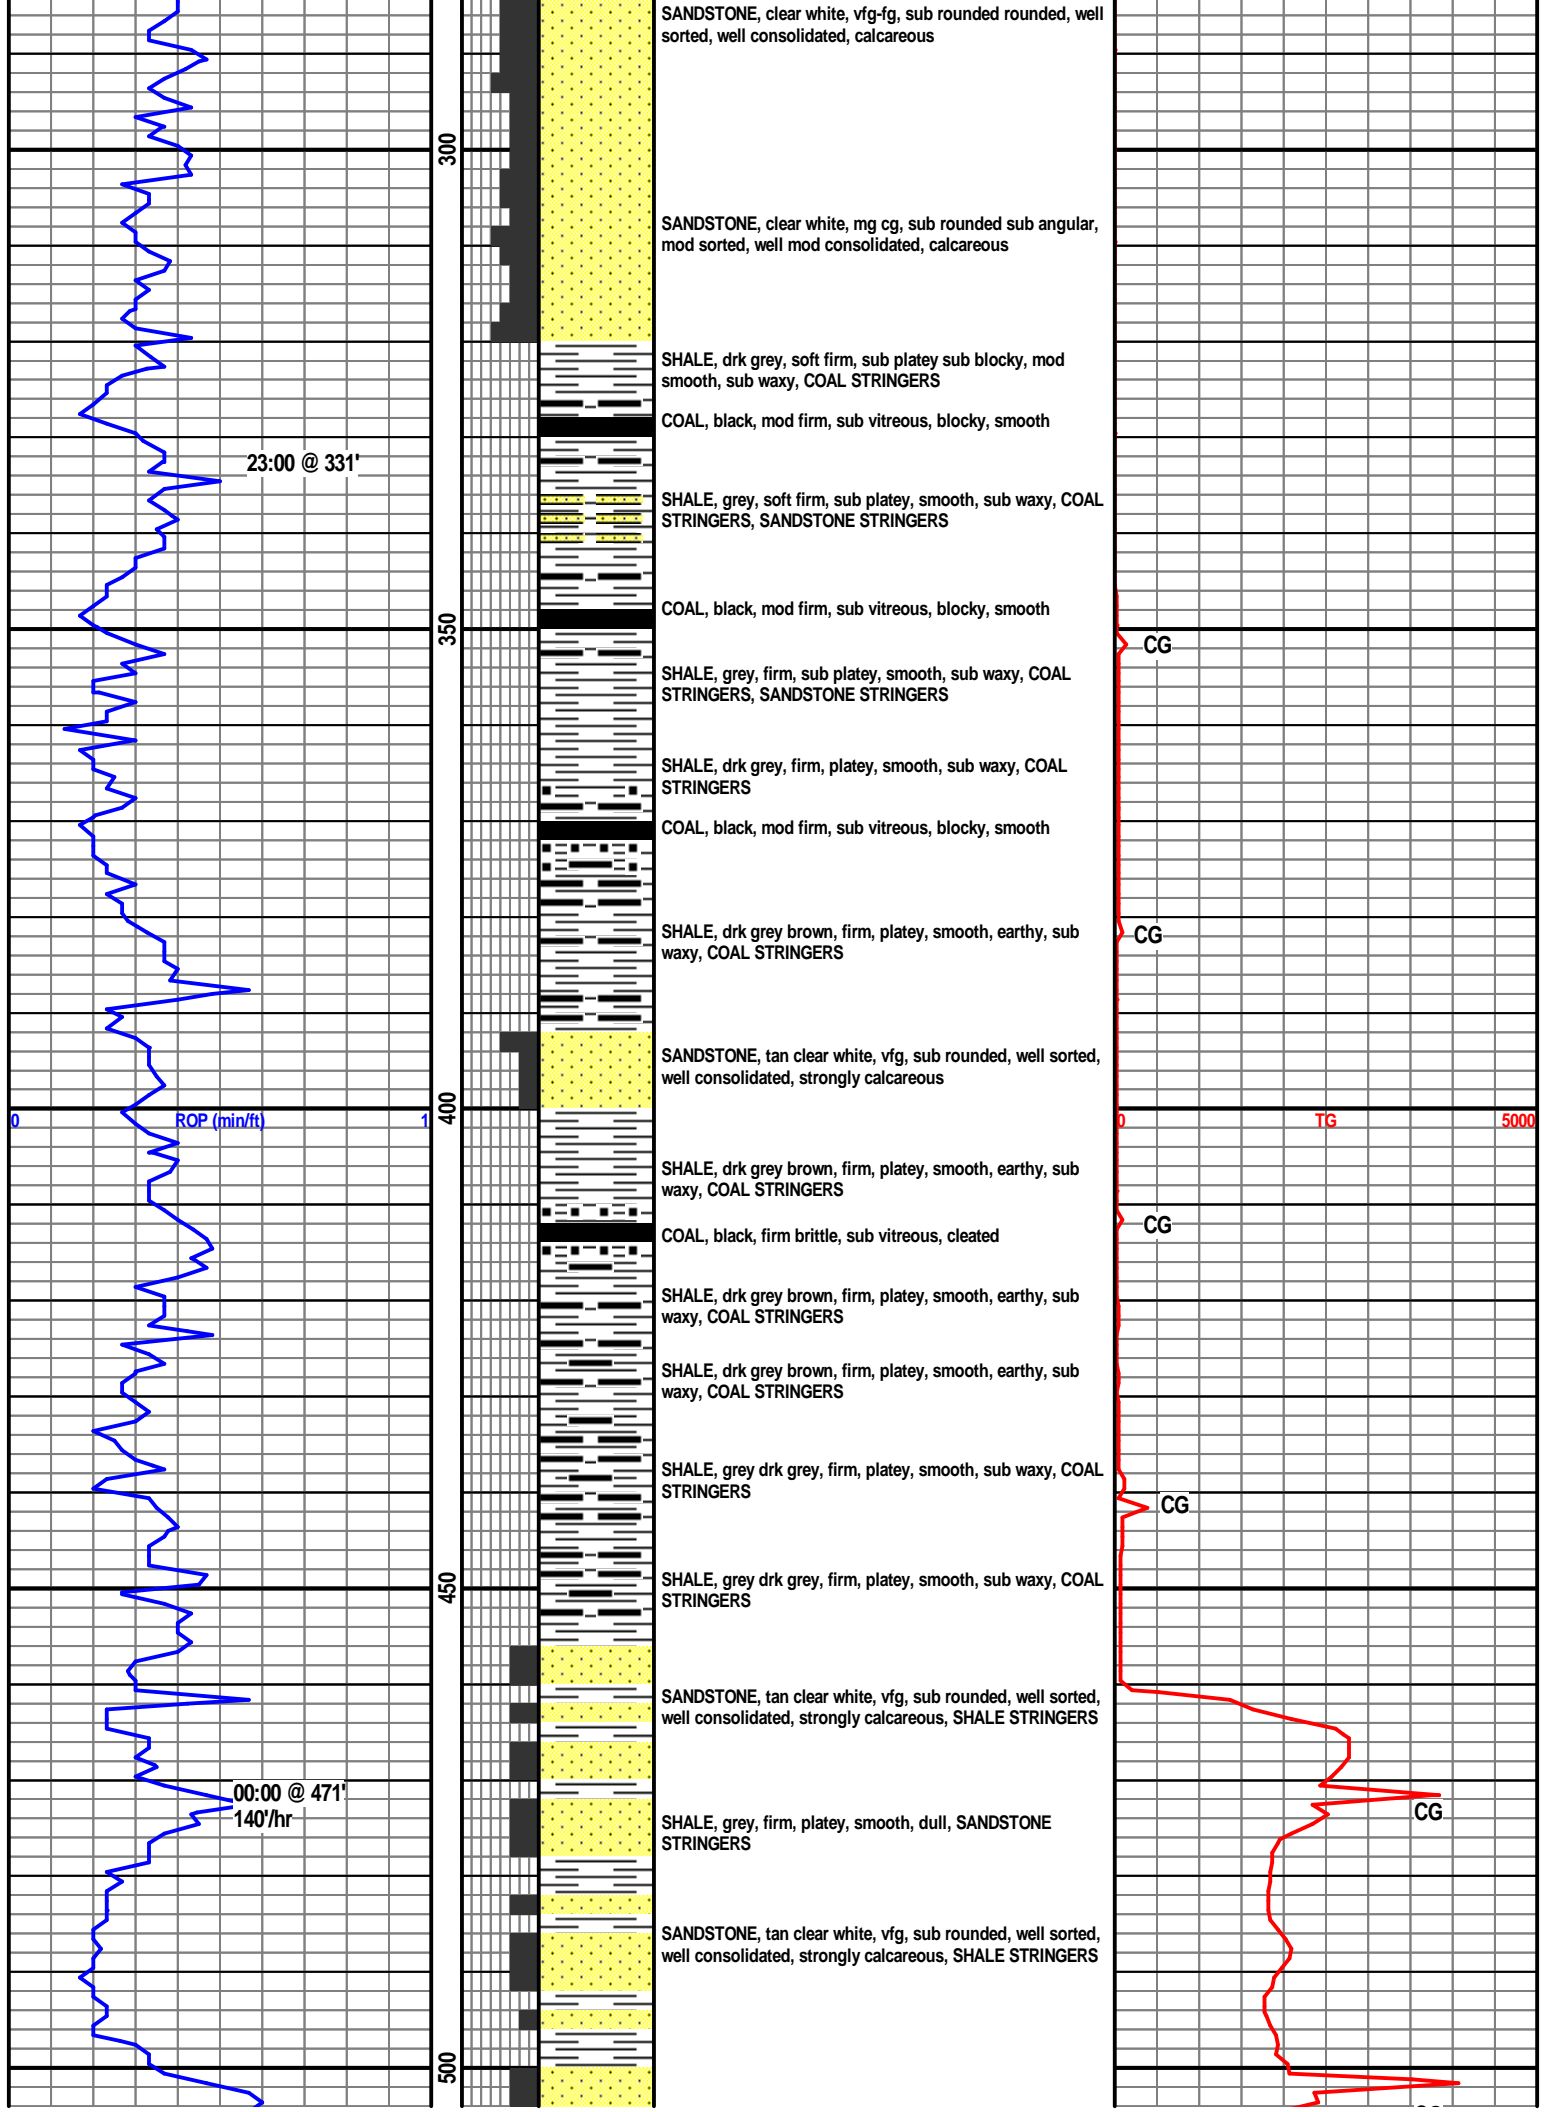 SANDSTONE, clear white, vfg-fg, sub rounded rounded, well
sorted, well consolidated, calcareous
300
SANDSTONE, clear white, mg cg, sub rounded sub angular,
mod sorted, well mod consolidated, calcareous
SHALE, drk grey, soft firm, sub platey sub blocky, mod
smooth, sub waxy, COAL STRINGERS
COAL, black, mod firm, sub vitreous, blocky, smooth
23:00 @ 331'
SHALE, grey, soft firm, sub platey, smooth, sub waxy, COAL
STRINGERS, SANDSTONE STRINGERS
COAL, black, mod firm, sub vitreous, blocky, smooth
350
CG
SHALE, grey, firm, sub platey, smooth, sub waxy, COAL
STRINGERS, SANDSTONE STRINGERS
SHALE, drk grey, firm, platey, smooth, sub waxy, COAL
STRINGERS
COAL, black, mod firm, sub vitreous, blocky, smooth
SHALE, drk grey brown, firm, platey, smooth, earthy, sub
waxy, COAL STRINGERS
CG
SANDSTONE, tan clear white, vfg, sub rounded, well sorted,
well consolidated, strongly calcareous
0 ROP (min/ft) 1
400
0 TG 5000
SHALE, drk grey brown, firm, platey, smooth, earthy, sub
waxy, COAL STRINGERS
CG
COAL, black, firm brittle, sub vitreous, cleated
SHALE, drk grey brown, firm, platey, smooth, earthy, sub
waxy, COAL STRINGERS
SHALE, drk grey brown, firm, platey, smooth, earthy, sub
waxy, COAL STRINGERS
SHALE, grey drk grey, firm, platey, smooth, sub waxy, COAL
STRINGERS
CG
450
SHALE, grey drk grey, firm, platey, smooth, sub waxy, COAL
STRINGERS
SANDSTONE, tan clear white, vfg, sub rounded, well sorted,
well consolidated, strongly calcareous, SHALE STRINGERS
00:00 @ 471'
140'/hr
CG
SHALE, grey, firm, platey, smooth, dull, SANDSTONE
STRINGERS
SANDSTONE, tan clear white, vfg, sub rounded, well sorted,
well consolidated, strongly calcareous, SHALE STRINGERS
500